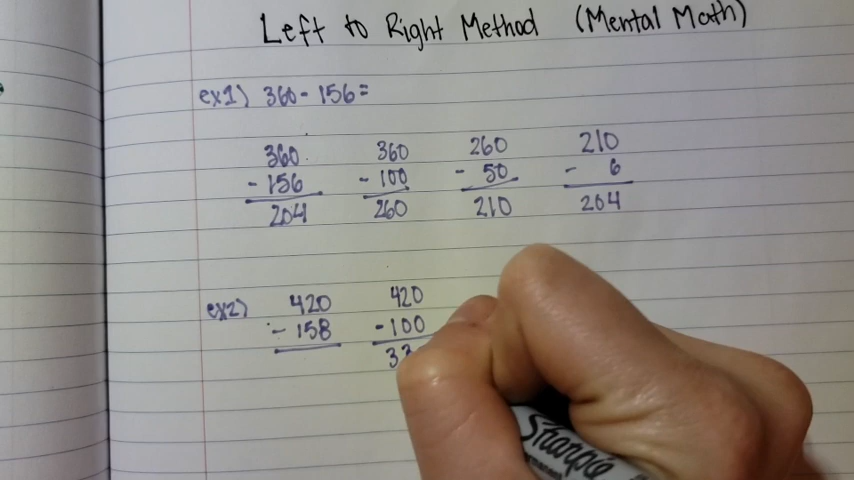 Left to Right Method (Mental Math)
ex1) 360 - 156 =
360 360 260 210
- 156 - 100 - 50 - 6
204 260 210 204
ex2) 420 420
- 158 - 100
Sharpie